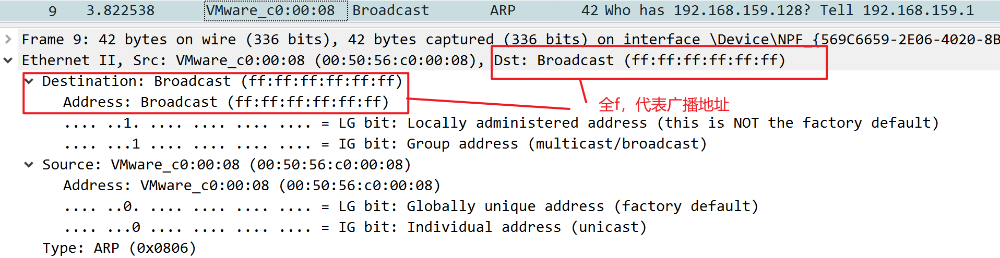 9 3.822538 VMware_c0:00:08 Broadcast ARP 42 Who has 192.168.159.128? Tell 192.168.159.1
Frame 9: 42 bytes on wire (336 bits), 42 bytes captured (336 bits) on interface \Device\NPF_{569C6659-2E06-4020-8B
Ethernet II, Src: VMware_c0:00:08 (00:50:56:c0:00:08), Dst: Broadcast (ff:ff:ff:ff:ff:ff)
Destination: Broadcast (ff:ff:ff:ff:ff:ff)
Address: Broadcast (ff:ff:ff:ff:ff:ff)
全f，代表广播地址
.... ..1. .... .... .... .... = LG bit: Locally administered address (this is NOT the factory default)
.... ...1 .... .... .... .... = IG bit: Group address (multicast/broadcast)
Source: VMware_c0:00:08 (00:50:56:c0:00:08)
Address: VMware_c0:00:08 (00:50:56:c0:00:08)
.... ..0. .... .... .... .... = LG bit: Globally unique address (factory default)
.... ...0 .... .... .... .... = IG bit: Individual address (unicast)
Type: ARP (0x0806)